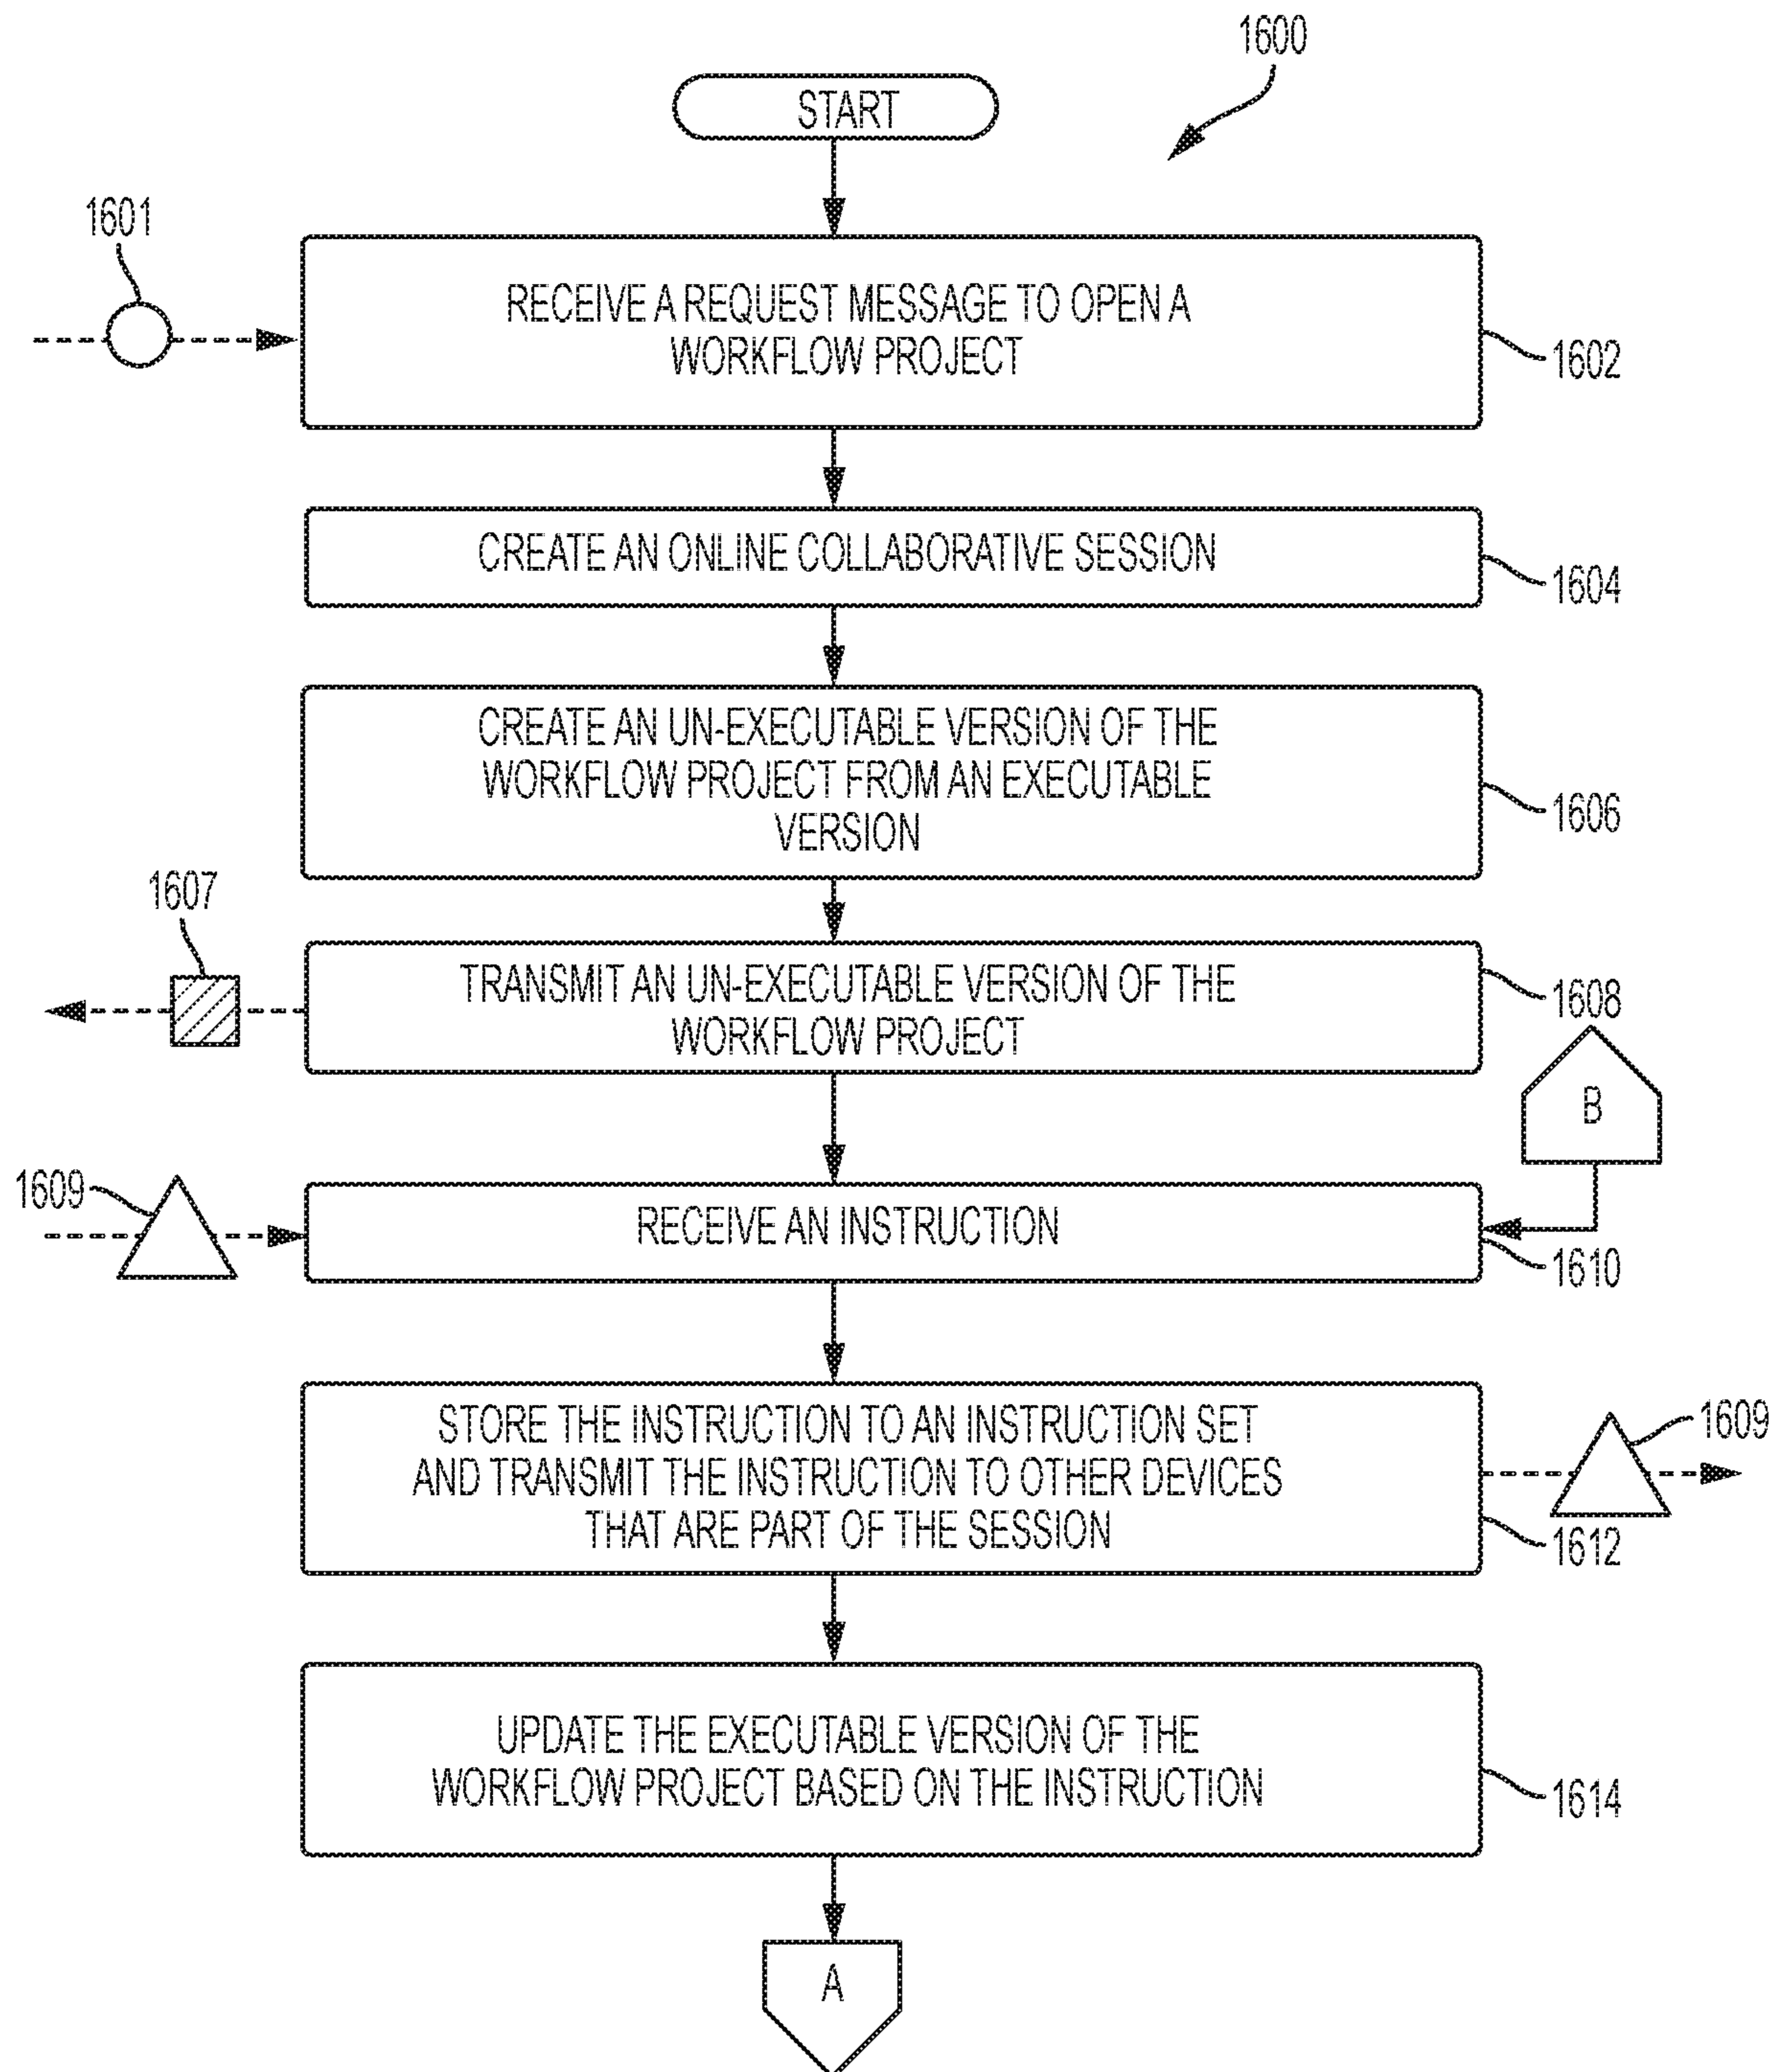 1600
START
1601
RECEIVE A REQUEST MESSAGE TO OPEN A
WORKFLOW PROJECT
1602
CREATE AN ONLINE COLLABORATIVE SESSION
1604
CREATE AN UN-EXECUTABLE VERSION OF THE
WORKFLOW PROJECT FROM AN EXECUTABLE
VERSION
1606
1607
TRANSMIT AN UN-EXECUTABLE VERSION OF THE
WORKFLOW PROJECT
1608
B
1609
RECEIVE AN INSTRUCTION
1610
STORE THE INSTRUCTION TO AN INSTRUCTION SET
AND TRANSMIT THE INSTRUCTION TO OTHER DEVICES
THAT ARE PART OF THE SESSION
1609
1612
UPDATE THE EXECUTABLE VERSION OF THE
WORKFLOW PROJECT BASED ON THE INSTRUCTION
1614
A